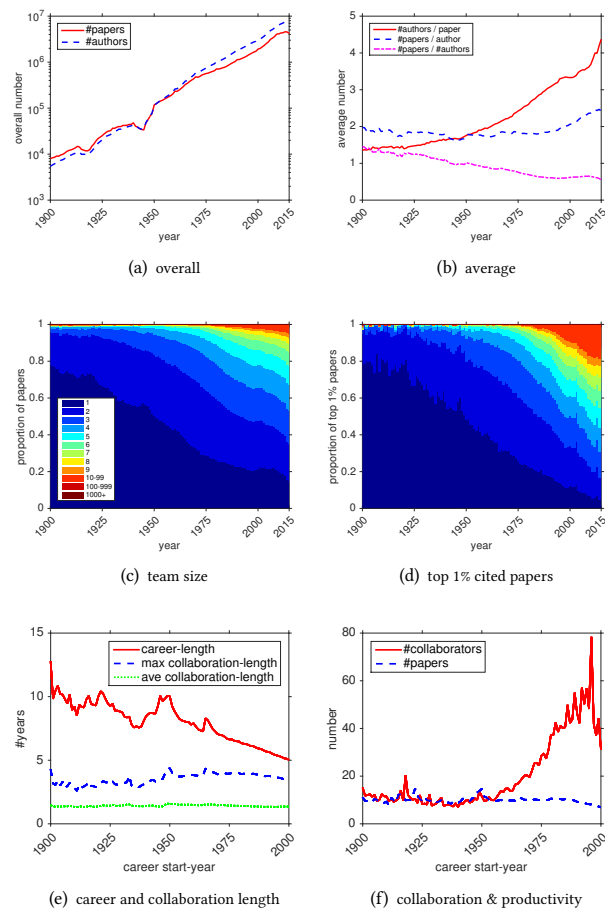 10^7
10^6
10^5
10^4
10^3
overall number
#papers
#authors
1900
1925
1950
1975
2000
2015
year
(a) overall
5
4
3
2
1
0
average number
#authors / paper
#papers / author
#papers / #authors
1900
1925
1950
1975
2000
2015
year
(b) average
1
0.8
0.6
0.4
0.2
0
proportion of papers
1
2
3
4
5
6
7
8
9
10-99
100-999
1000+
1900
1925
1950
1975
2000
2015
year
(c) team size
1
0.8
0.6
0.4
0.2
0
proportion of top 1% papers
1900
1925
1950
1975
2000
2015
year
(d) top 1% cited papers
15
10
5
0
#years
career-length
max collaboration-length
ave collaboration-length
1900
1925
1950
1975
2000
career start-year
(e) career and collaboration length
80
60
40
20
0
number
#collaborators
#papers
1900
1925
1950
1975
2000
career start-year
(f) collaboration & productivity